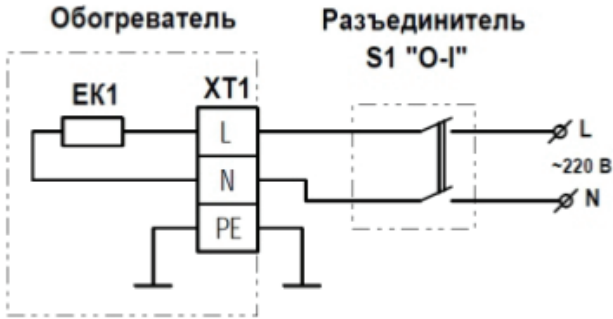 Обогреватель
Разъединитель
S1 "O-I"
EK1
XT1
L
N
PE
L
~220 В
N